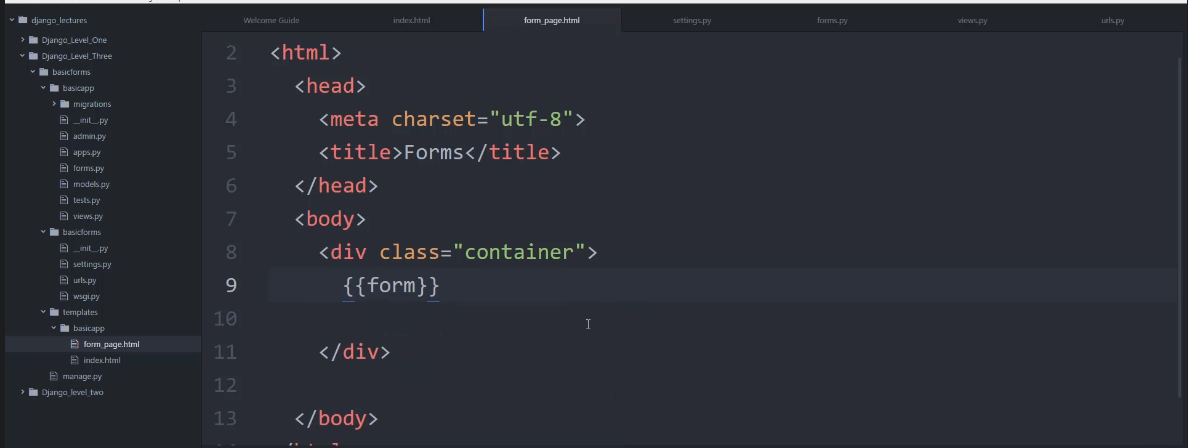 django_lectures
Django_Level_One
Django_Level_Three
basicforms
basicapp
migrations
__init__.py
admin.py
apps.py
forms.py
models.py
tests.py
views.py
basicforms
__init__.py
settings.py
urls.py
wsgi.py
templates
basicapp
form_page.html
index.html
manage.py
Django_level_two
Welcome Guide index.html form_page.html settings.py forms.py views.py urls.py
2 <html>
3 <head>
4 <meta charset="utf-8">
5 <title>Forms</title>
6 </head>
7 <body>
8 <div class="container">
9 {{form}}
10
11 </div>
12
13 </body>